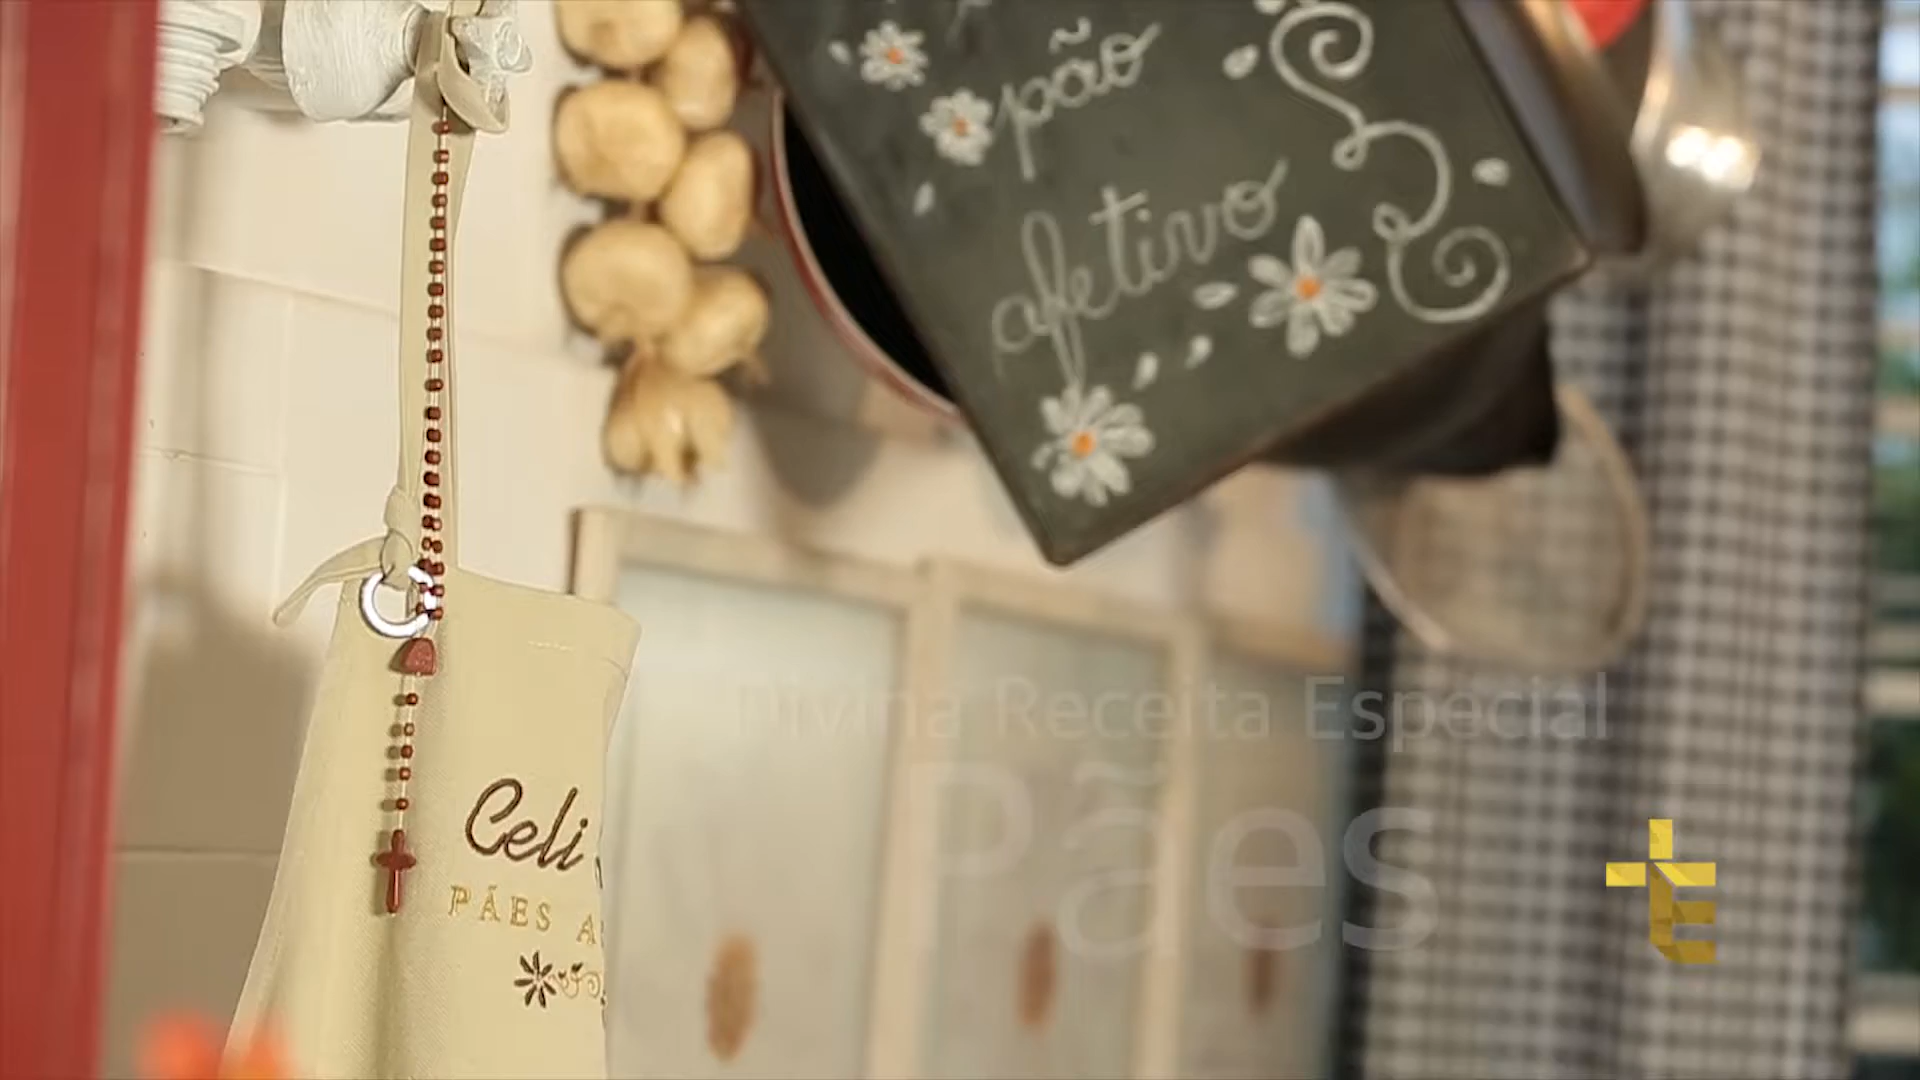 pão
afetivo
Divina Receita Especial
Pães
Celi
PÃES